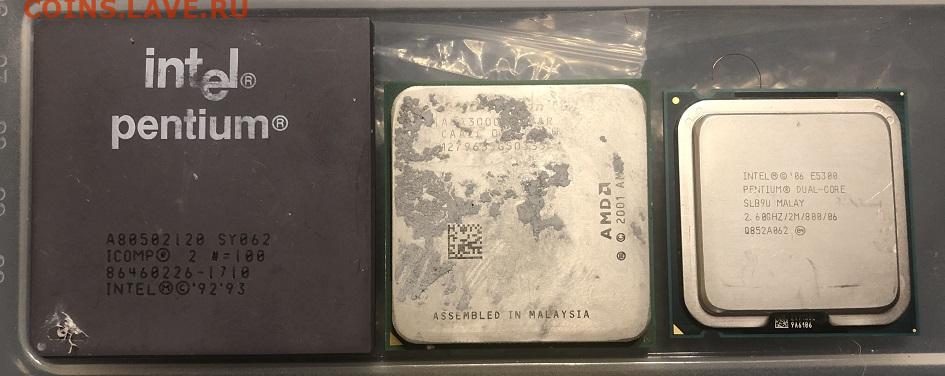 COINS.LAVE.RU
intel®
pentium®
A80502120 SY062
ICOMP® 2 #=100
86460226-1710
INTEL Ⓜ©'92'93
AMD
® © 2001 AMD
ASSEMBLED IN MALAYSIA
INTEL Ⓜ©'06 E5300
PENTIUM® DUAL-CORE
SLB9U MALAY
2.60GHZ/2M/800/06
Q852A062
9A6106